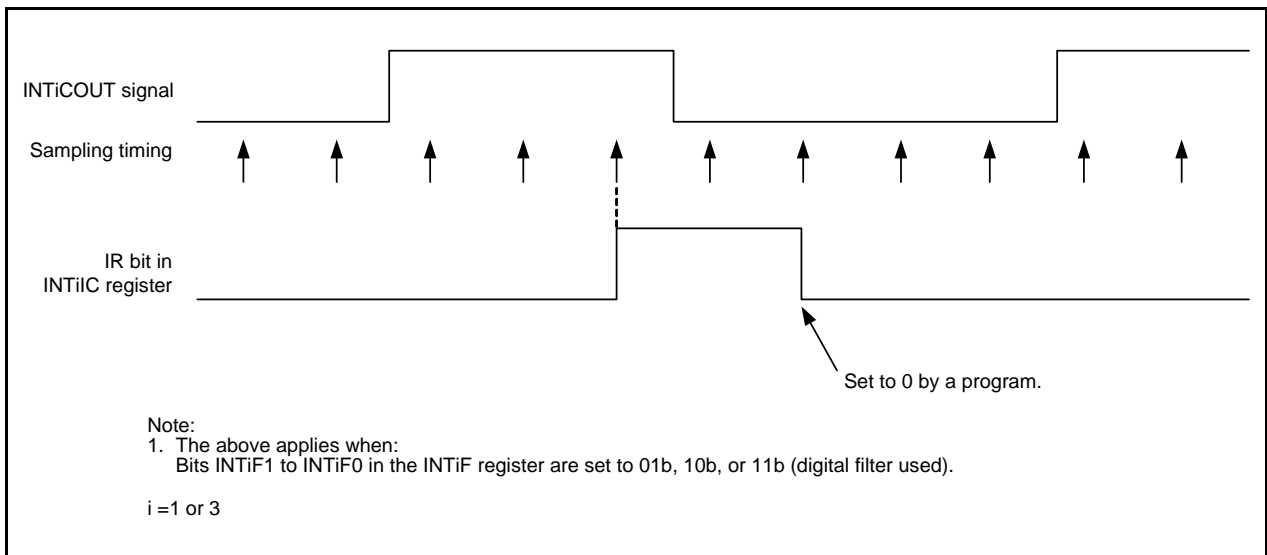 INTiCOUT signal
Sampling timing
IR bit in
INTiIC register
Set to 0 by a program.
Note:
1. The above applies when:
Bits INTiF1 to INTiF0 in the INTiF register are set to 01b, 10b, or 11b (digital filter used).
i =1 or 3